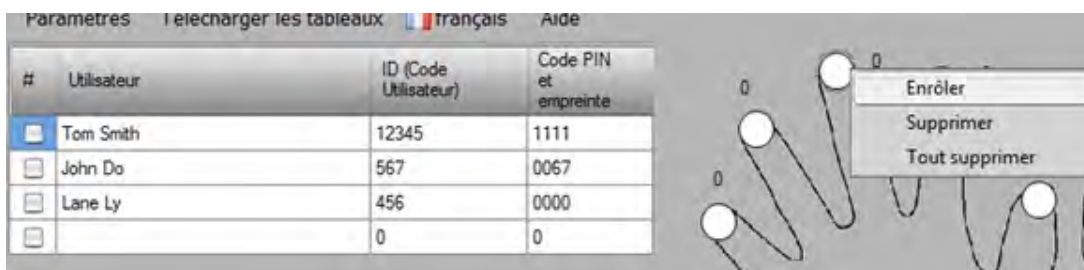 Paramètres Télécharger les tableaux français Aide
# Utilisateur ID (Code Utilisateur) Code PIN et empreinte
Tom Smith 12345 1111
John Do 567 0067
Lane Ly 456 0000
0 0
0
0
0
0
Enrôler
Supprimer
Tout supprimer